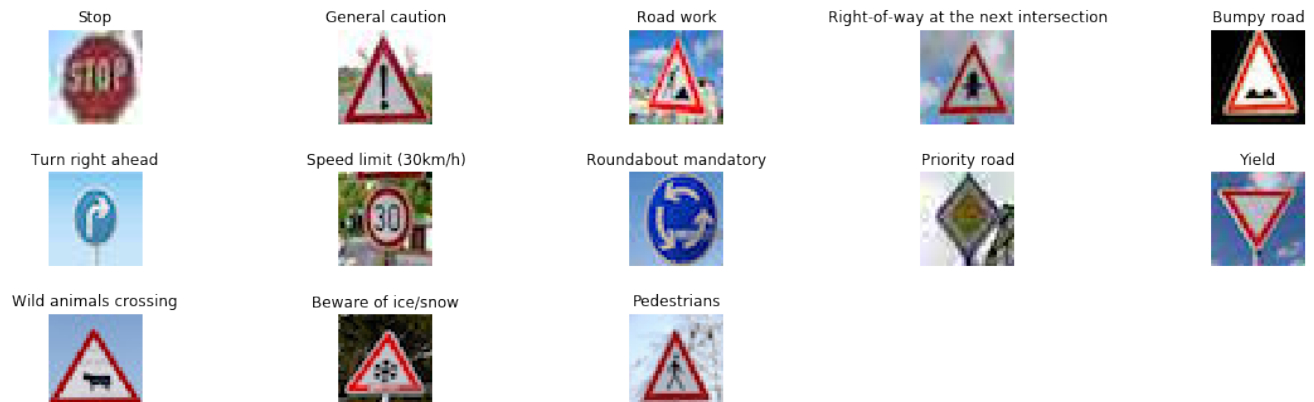 Stop
General caution
Road work
Right-of-way at the next intersection
Bumpy road
STOP
Turn right ahead
Speed limit (30km/h)
Roundabout mandatory
Priority road
Yield
30
Wild animals crossing
Beware of ice/snow
Pedestrians